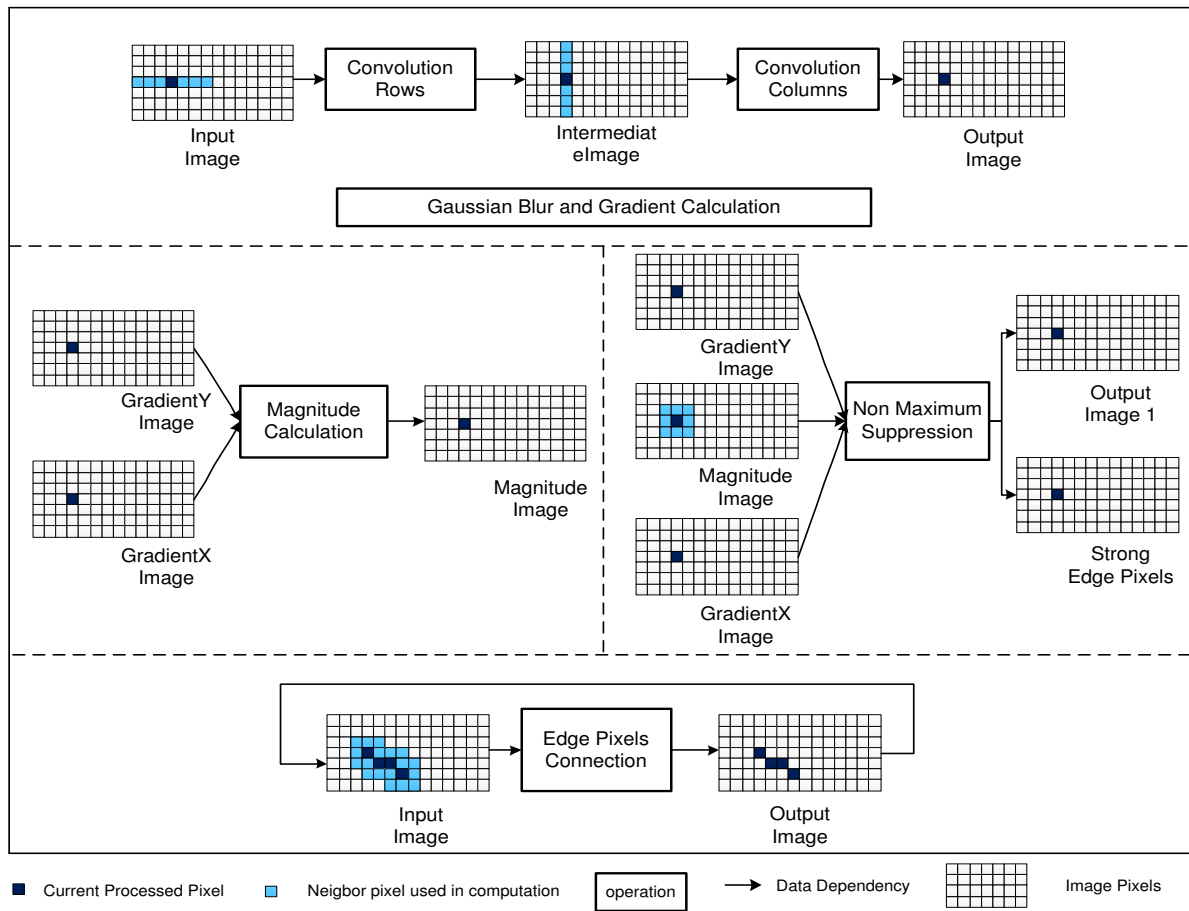 Convolution
Rows
Convolution
Columns
Input
Image
Intermediat
eImage
Output
Image
Gaussian Blur and Gradient Calculation
GradientY
Image
Magnitude
Calculation
Magnitude
Image
GradientX
Image
GradientY
Image
Non Maximum
Suppression
Output
Image 1
Magnitude
Image
Strong
Edge Pixels
GradientX
Image
Edge Pixels
Connection
Input
Image
Output
Image
Current Processed Pixel
Neigbor pixel used in computation
operation
Data Dependency
Image Pixels